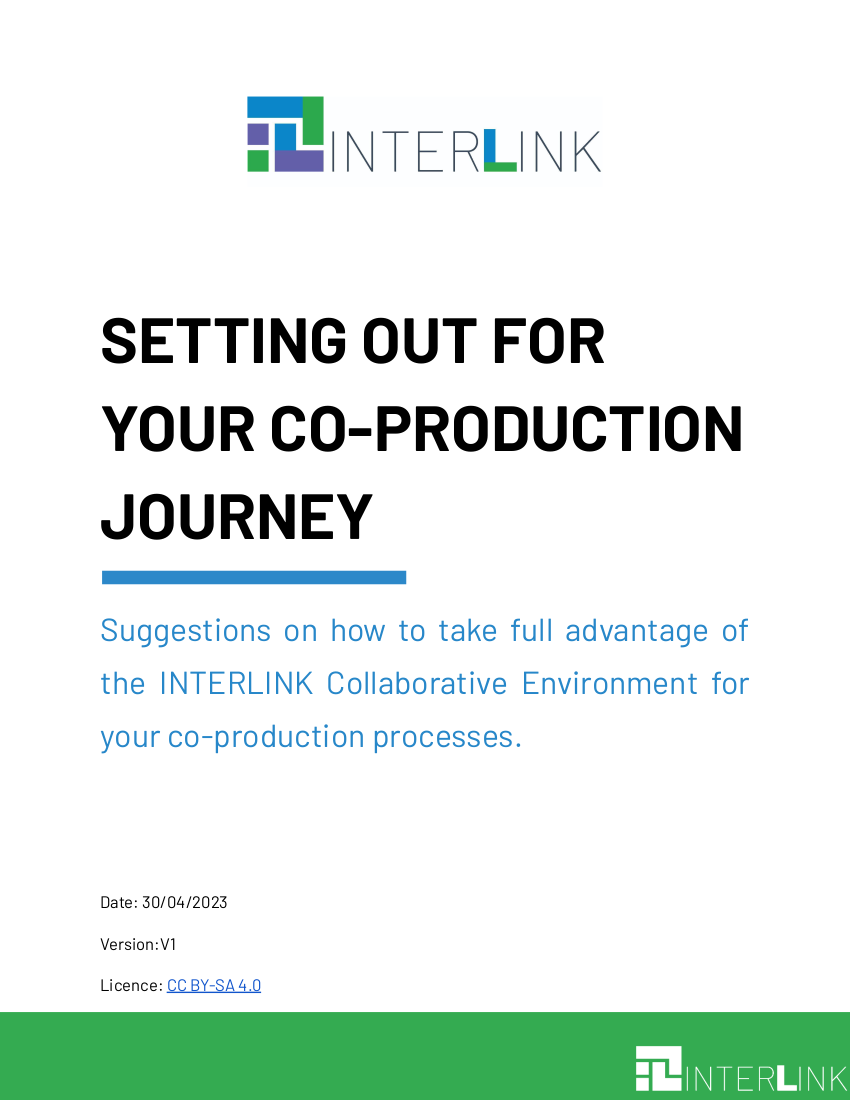 INTERLINK
SETTING OUT FOR
YOUR CO-PRODUCTION
JOURNEY
Suggestions on how to take full advantage of
the INTERLINK Collaborative Environment for
your co-production processes.
Date: 30/04/2023
Version:V1
Licence: CC BY-SA 4.0
INTERLINK